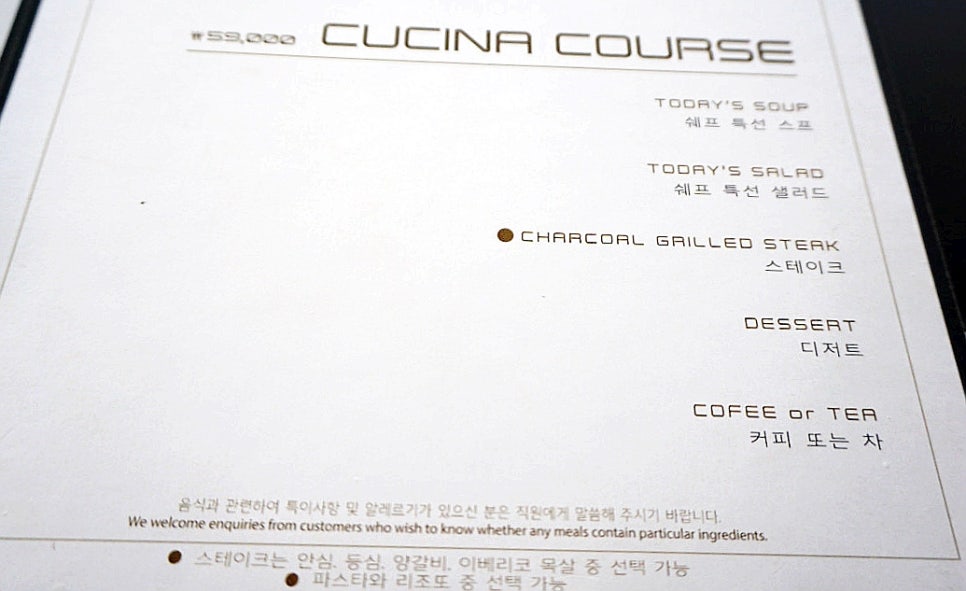 ₩59,000 CUCINA COURSE
TODAY'S SOUP
쉐프 특선 스프
TODAY'S SALAD
쉐프 특선 샐러드
● CHARCOAL GRILLED STEAK
스테이크
DESSERT
디저트
COFEE or TEA
커피 또는 차
음식과 관련하여 특이사항 및 알레르기가 있으신 분은 직원에게 말씀해 주시기 바랍니다.
We welcome enquiries from customers who wish to know whether any meals contain particular ingredients.
● 스테이크는 안심, 등심, 양갈비, 이베리코 목살 중 선택 가능
● 파스타와 리조또 중 선택 가능